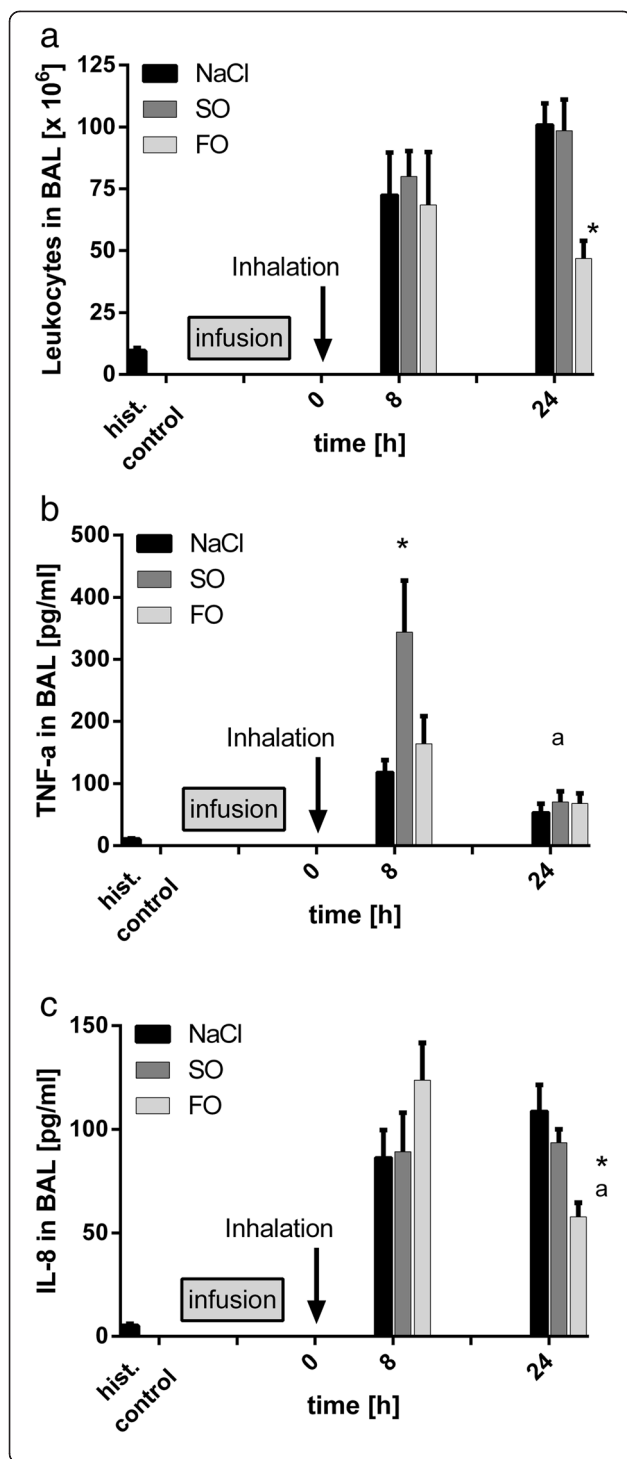 a
Leukocytes in BAL [x 10⁶]
125
100
75
50
25
0
NaCl
SO
FO
Inhalation
infusion
*
hist.
control
0
8
24
time [h]
b
TNF-a in BAL [pg/ml]
500
400
300
200
100
0
NaCl
SO
FO
*
Inhalation
infusion
a
hist.
control
0
8
24
time [h]
c
IL-8 in BAL [pg/ml]
150
100
50
0
NaCl
SO
FO
Inhalation
infusion
*
a
hist.
control
0
8
24
time [h]